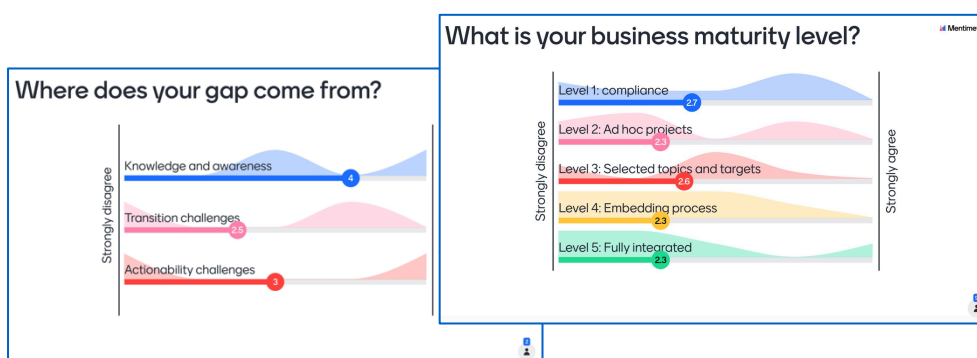 Where does your gap come from?
Strongly disagree
Knowledge and awareness
4
Transition challenges
2.5
Actionability challenges
3
2
What is your business maturity level?
Mentime
Strongly disagree
Level 1: compliance
2.7
Level 2: Ad hoc projects
2.3
Level 3: Selected topics and targets
2.6
Level 4: Embedding process
2.3
Level 5: Fully integrated
2.3
Strongly agree